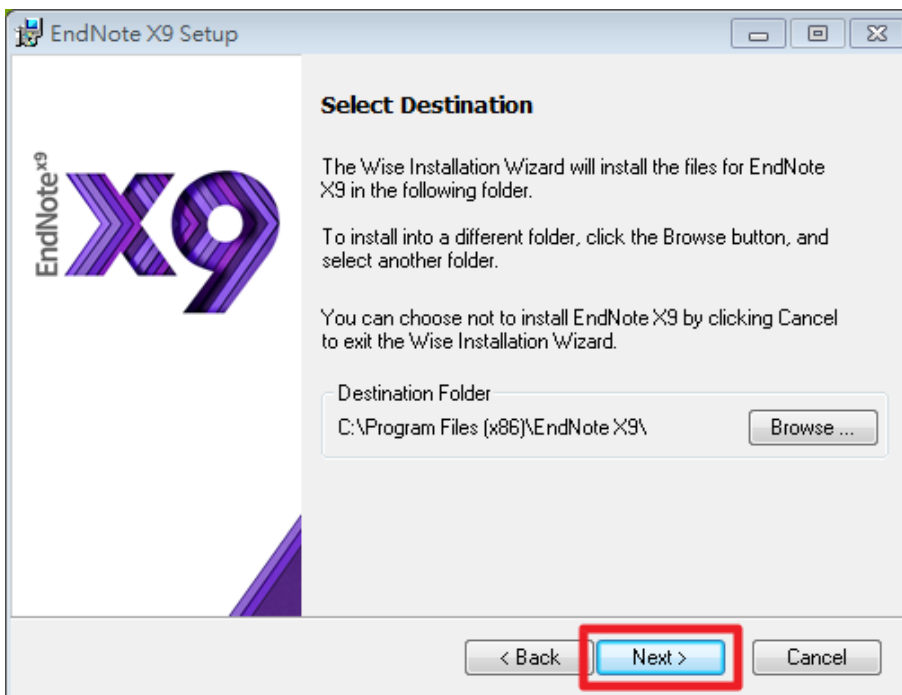 EndNote X9 Setup
EndNote x9
X9
Select Destination
The Wise Installation Wizard will install the files for EndNote
X9 in the following folder.
To install into a different folder, click the Browse button, and
select another folder.
You can choose not to install EndNote X9 by clicking Cancel
to exit the Wise Installation Wizard.
Destination Folder
C:\Program Files (x86)\EndNote X9\
Browse ...
< Back
Next >
Cancel